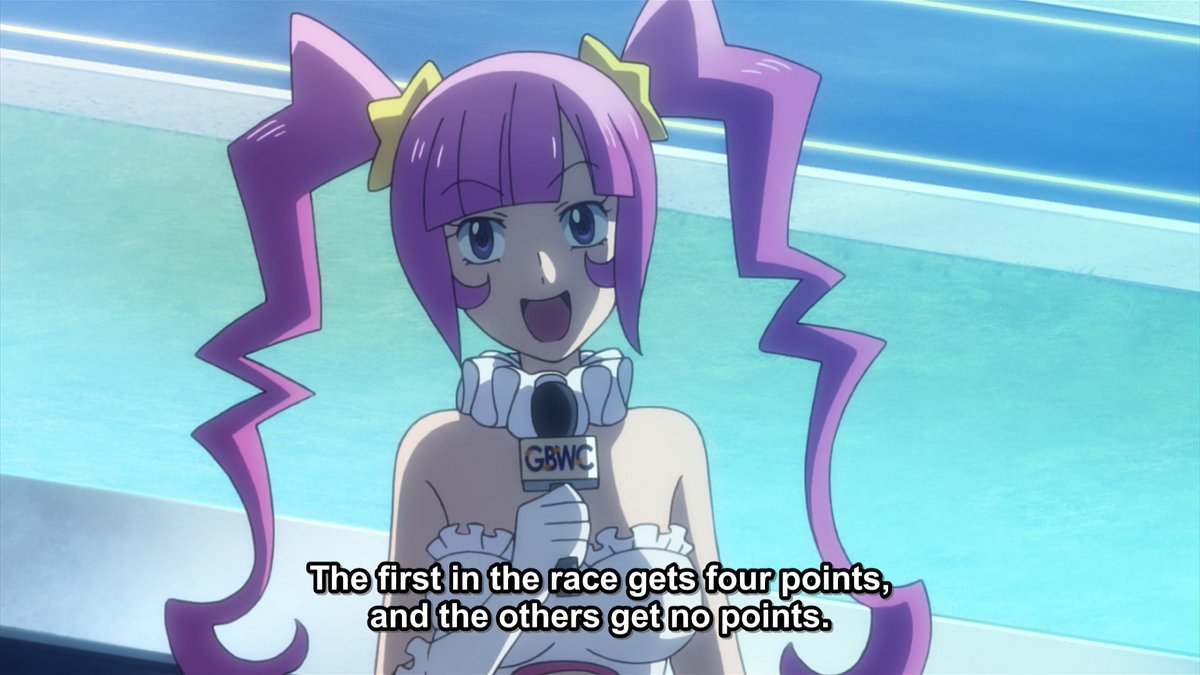 GBWC
The first in the race gets four points,
and the others get no points.